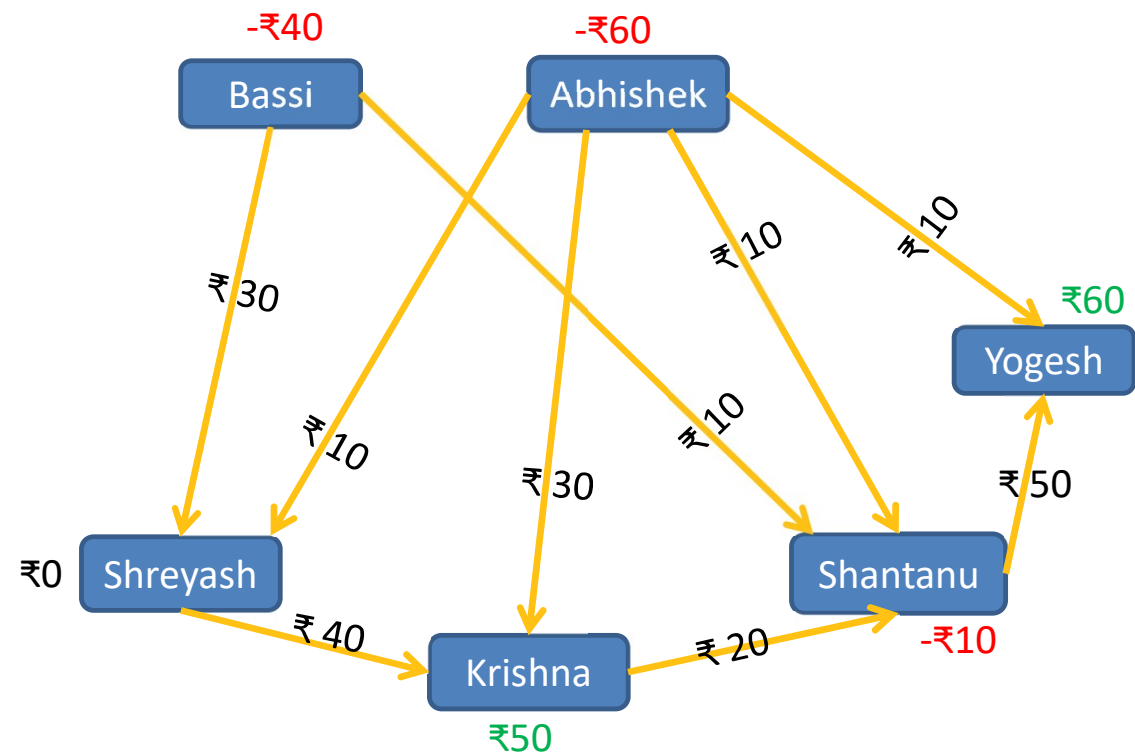 -₹40
-₹60
Bassi
Abhishek
₹ 10
₹ 10
₹ 30
₹60
Yogesh
₹ 10
₹ 10
₹ 30
₹ 50
₹0
Shreyash
Shantanu
₹ 40
₹ 20
-₹10
Krishna
₹50